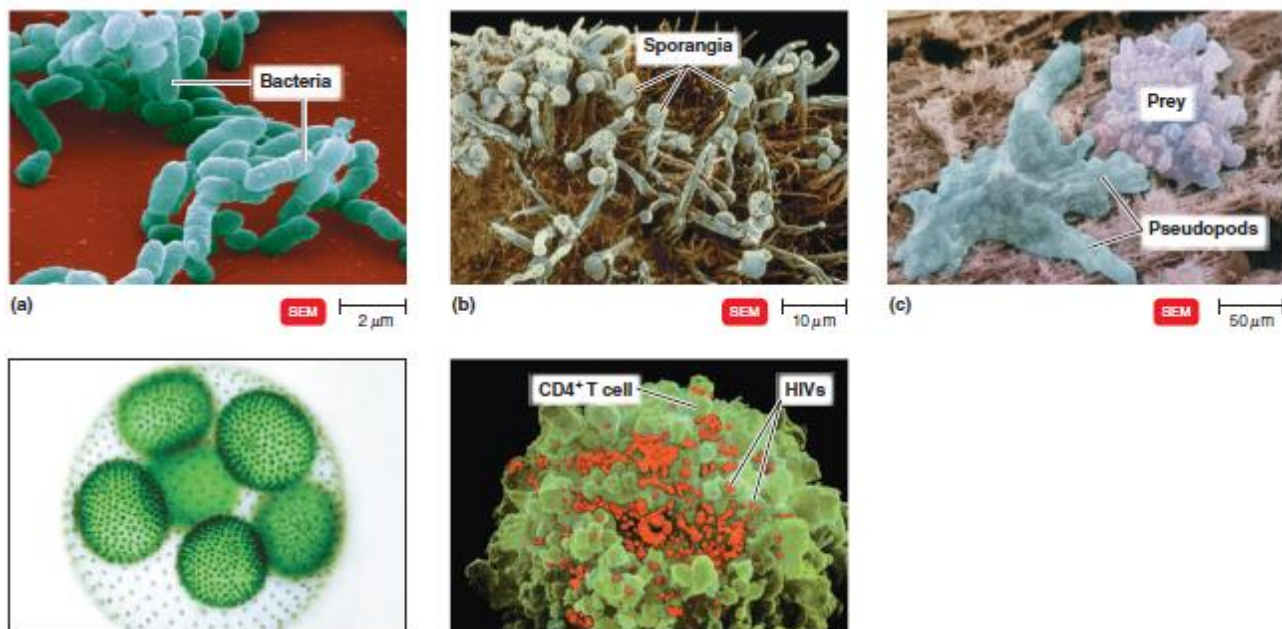 Bacteria
(a)
SEM
2 μm
Sporangia
(b)
SEM
10 μm
Prey
Pseudopods
(c)
SEM
50 μm
CD4⁺ T cell
HIVs